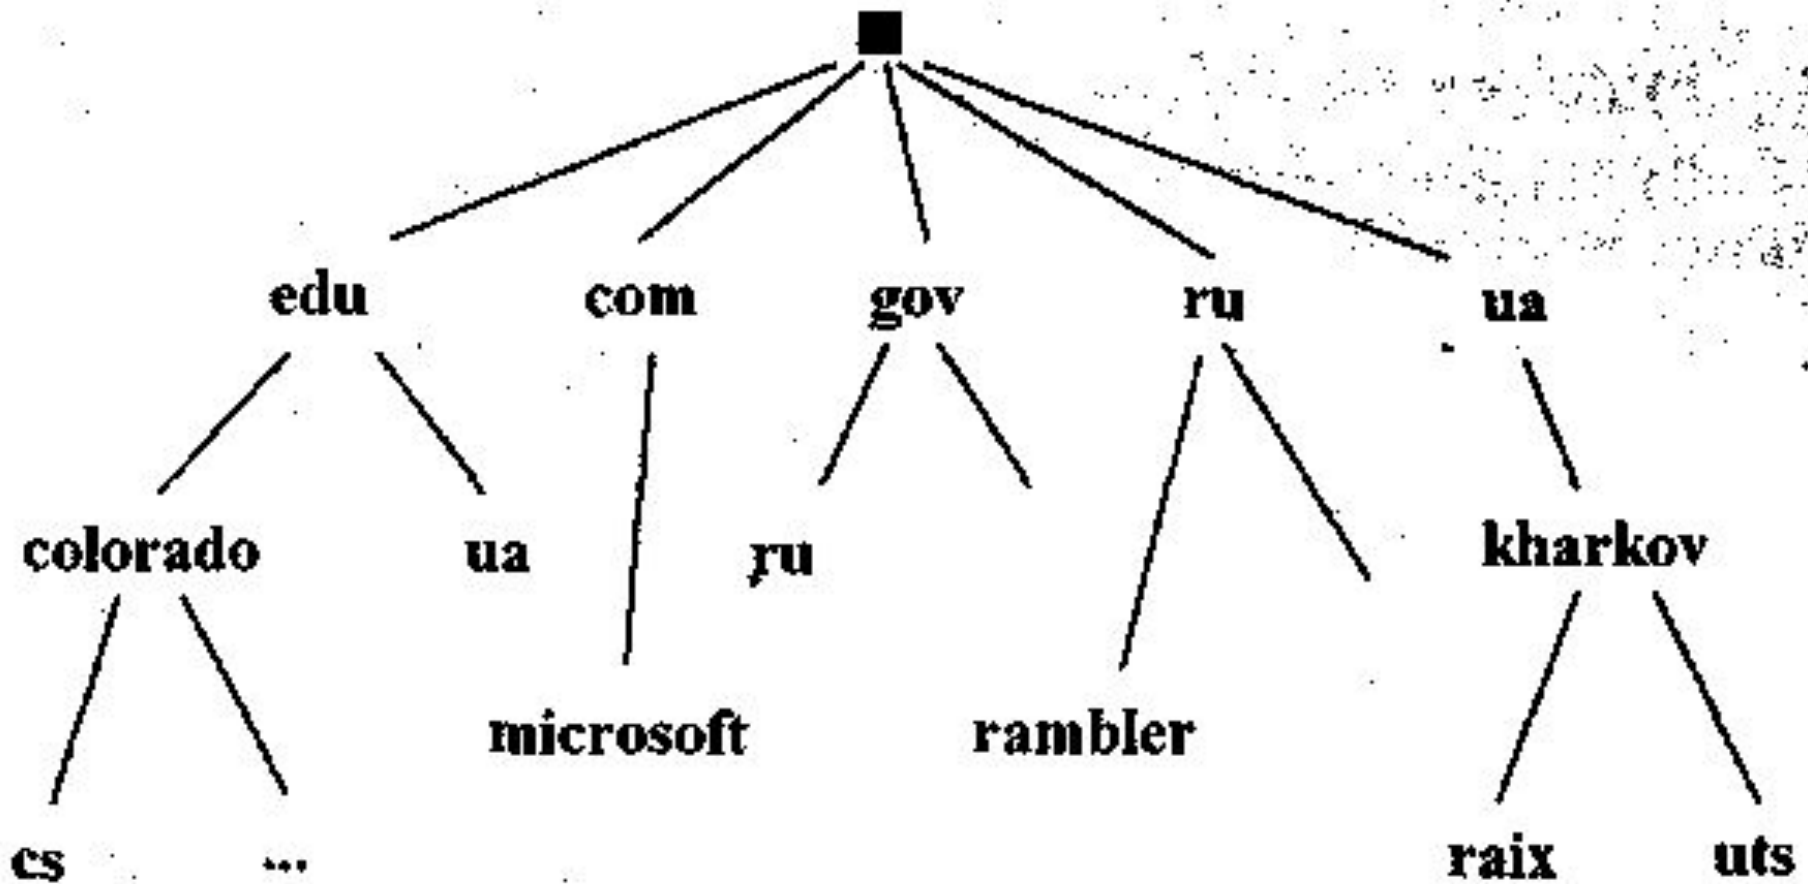 edu com gov ru ua
colorado ua ru kharkov
microsoft rambler
cs ... raix uts